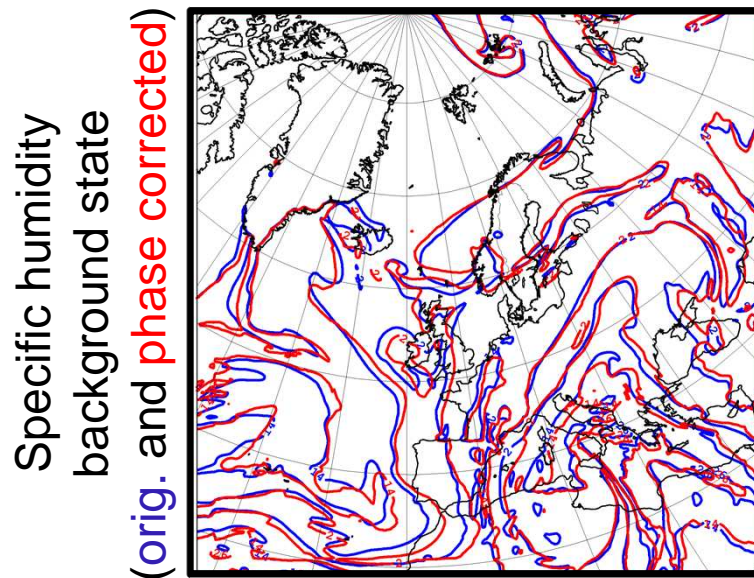 Specific humidity
background state
(orig. and phase corrected)